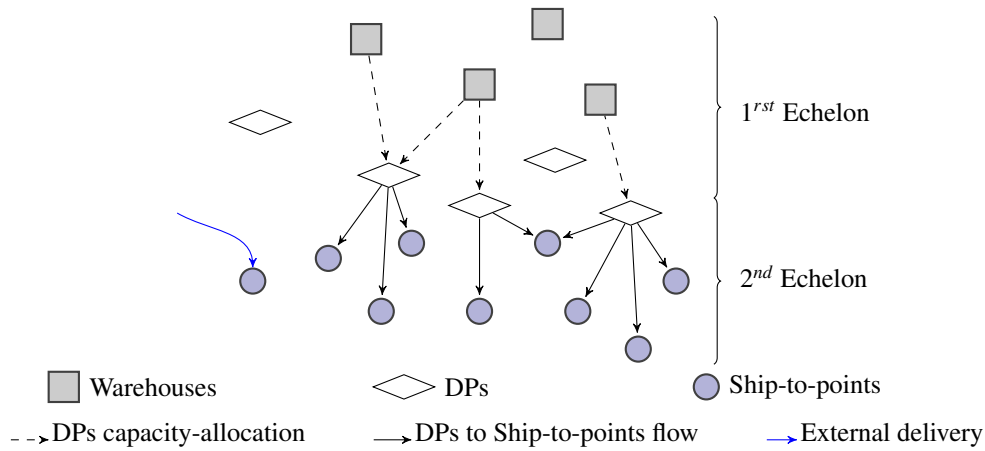 1rst Echelon
2nd Echelon
Warehouses
DPs
Ship-to-points
DPs capacity-allocation
DPs to Ship-to-points flow
External delivery